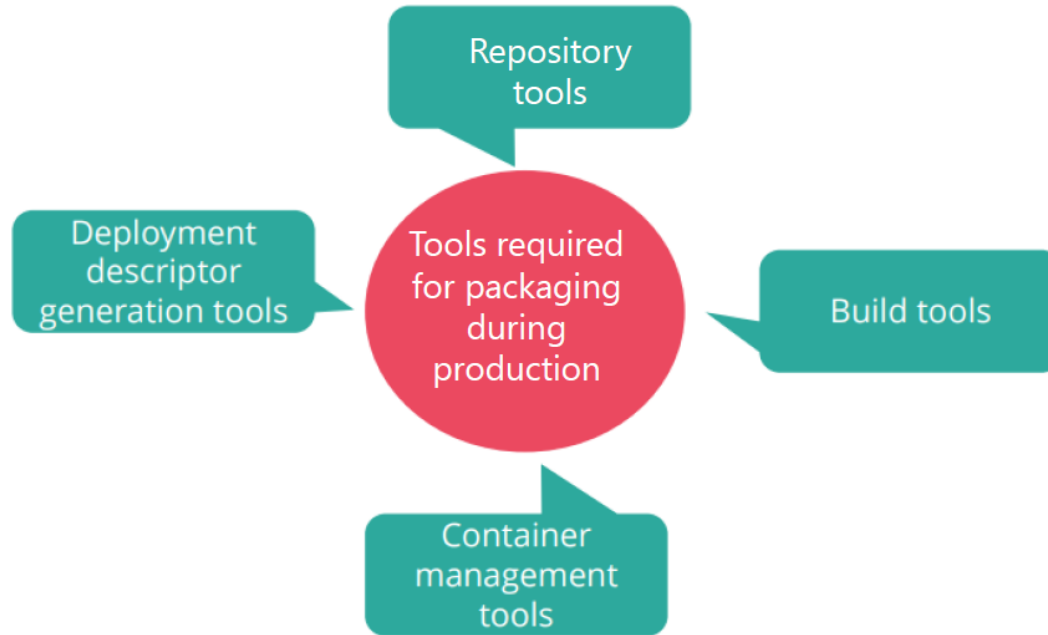 Repository
tools
Deployment
descriptor
generation tools
Tools required
for packaging
during
production
Build tools
Container
management
tools